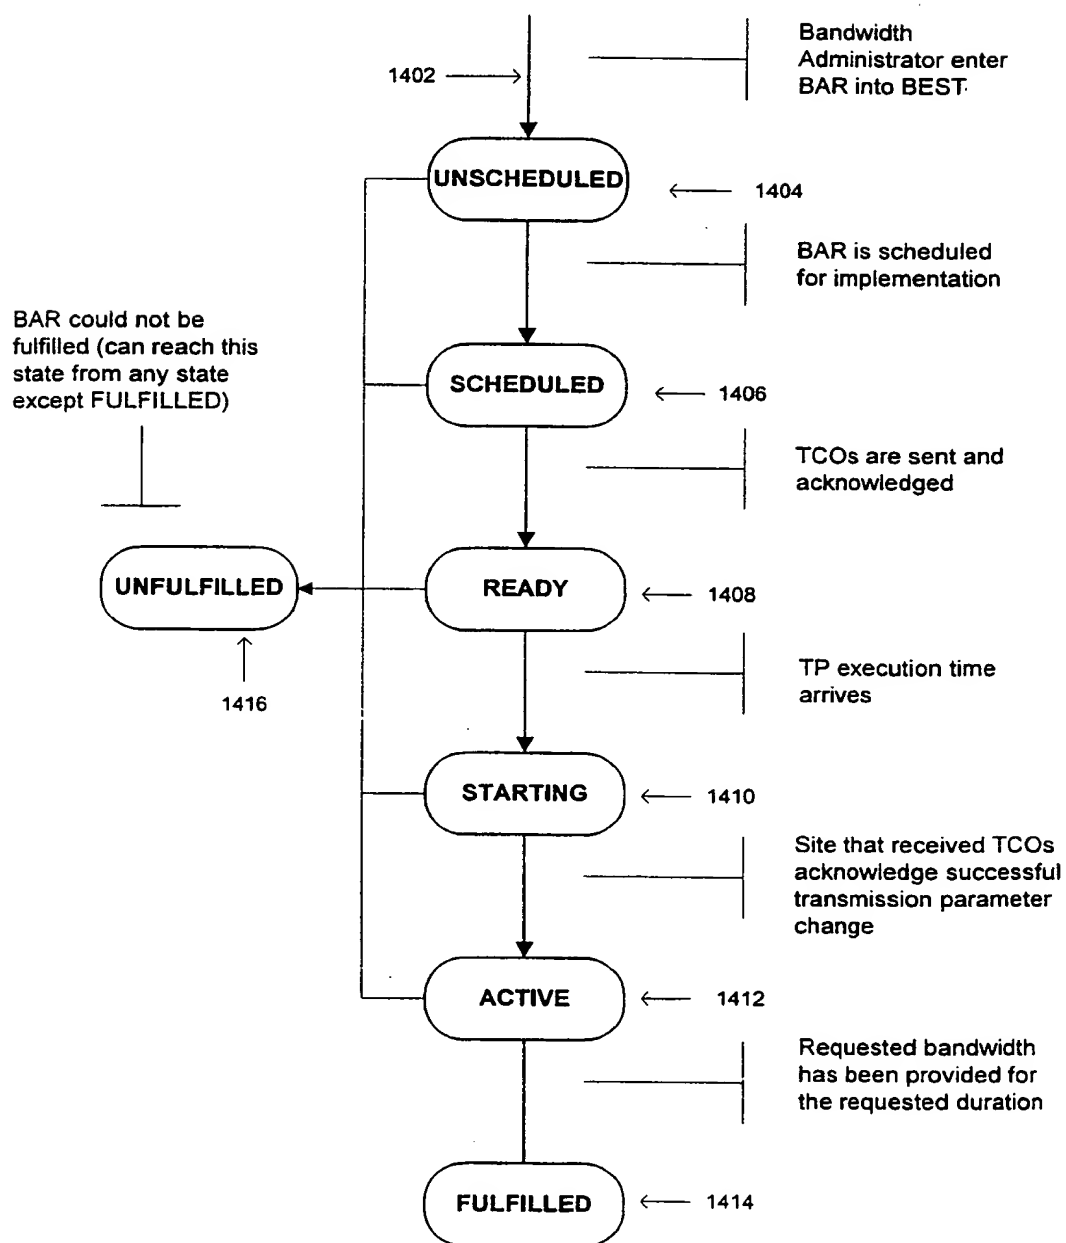 Bandwidth
Administrator enter
BAR into BEST.
1402
UNSCHEDULED
1404
BAR is scheduled
for implementation
BAR could not be
fulfilled (can reach this
state from any state
except FULFILLED)
SCHEDULED
1406
TCOs are sent and
acknowledged
UNFULFILLED
READY
1408
1416
TP execution time
arrives
STARTING
1410
Site that received TCOs
acknowledge successful
transmission parameter
change
ACTIVE
1412
Requested bandwidth
has been provided for
the requested duration
FULFILLED
1414